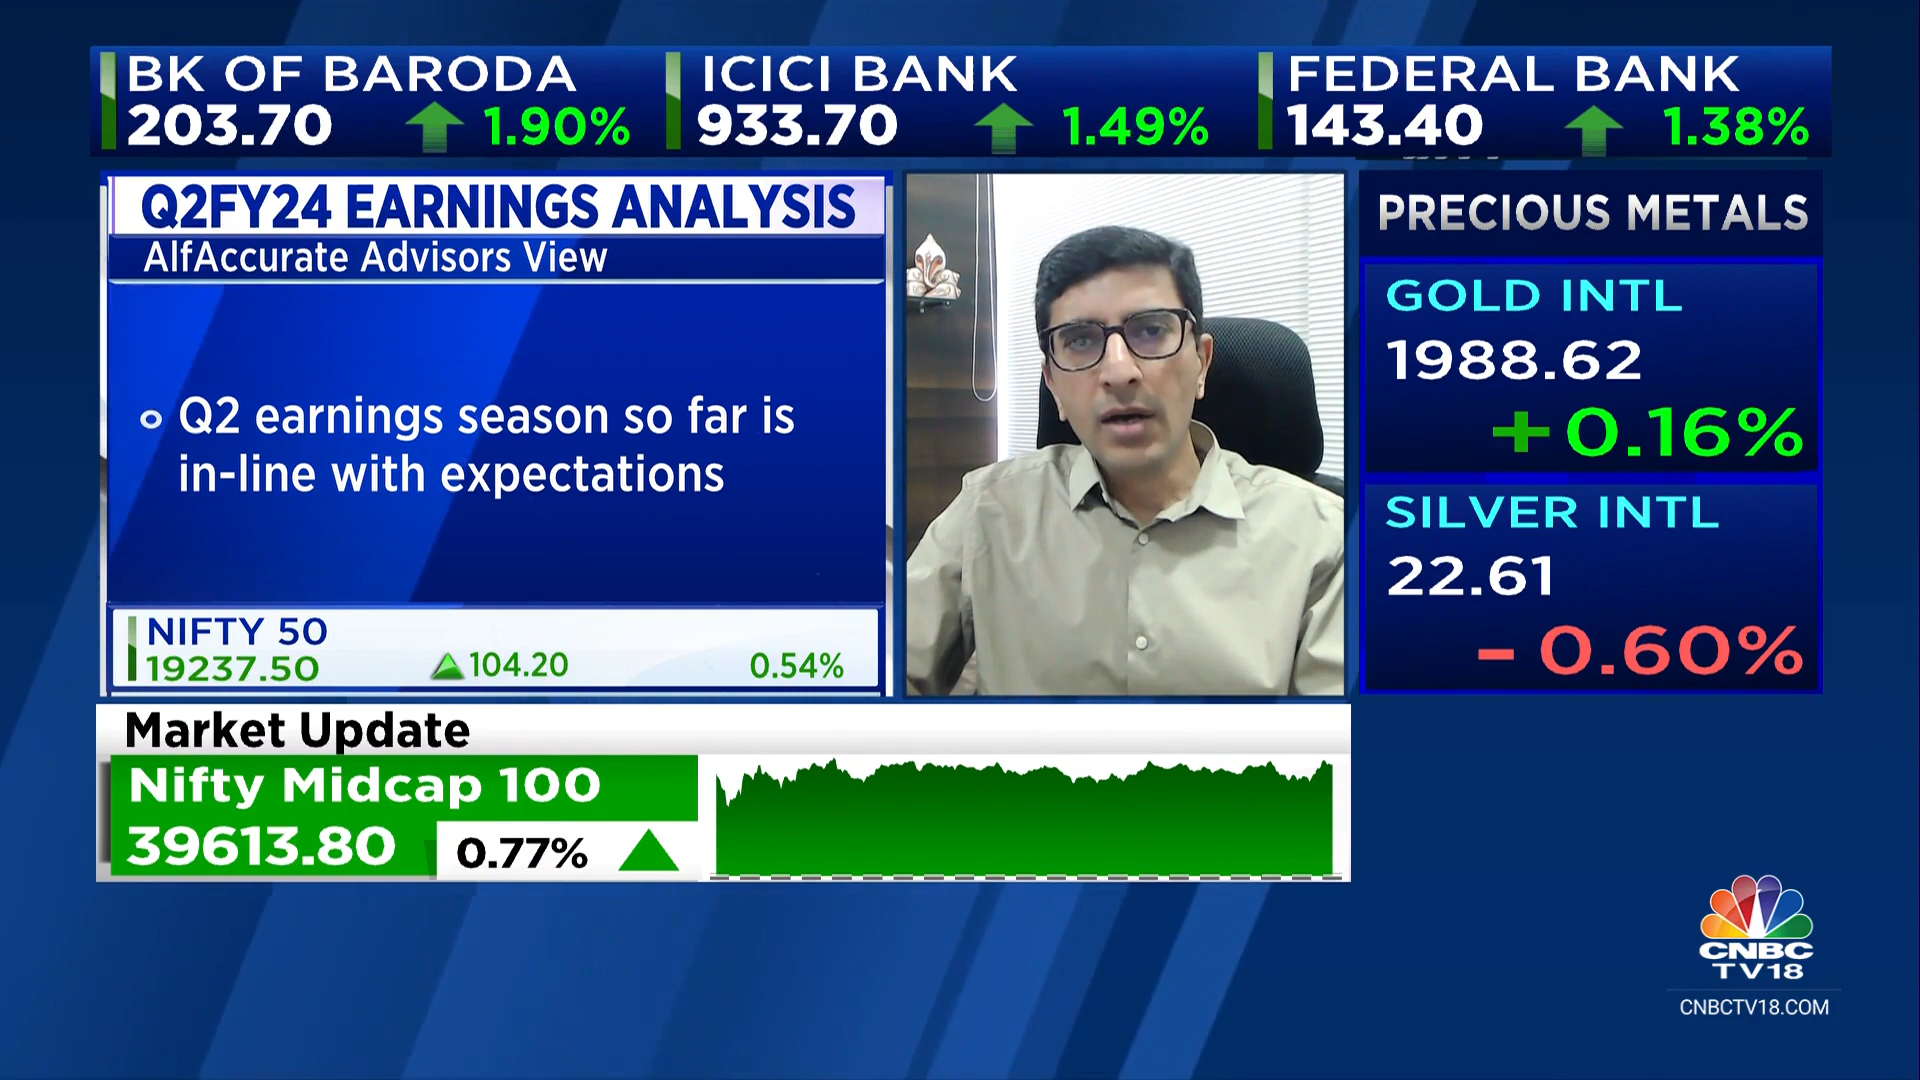 BK OF BARODA
203.70 1.90%
ICICI BANK
933.70 1.49%
FEDERAL BANK
143.40 1.38%
Q2FY24 EARNINGS ANALYSIS
AlfAccurate Advisors View
Q2 earnings season so far is
in-line with expectations
NIFTY 50
19237.50 104.20 0.54%
PRECIOUS METALS
GOLD INTL
1988.62
+0.16%
SILVER INTL
22.61
-0.60%
Market Update
Nifty Midcap 100
39613.80 0.77%
CNBC
TV18
CNBCTV18.COM